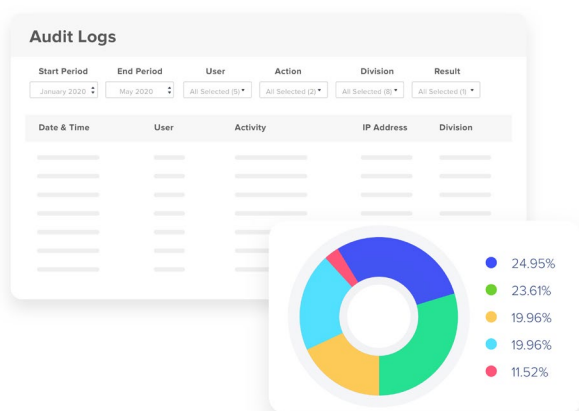 Audit Logs
Start Period End Period User Action Division Result
January 2020 May 2020 All Selected (5) All Selected (2) All Selected (8) All Selected (1)
Date & Time User Activity IP Address Division
24.95%
23.61%
19.96%
19.96%
11.52%